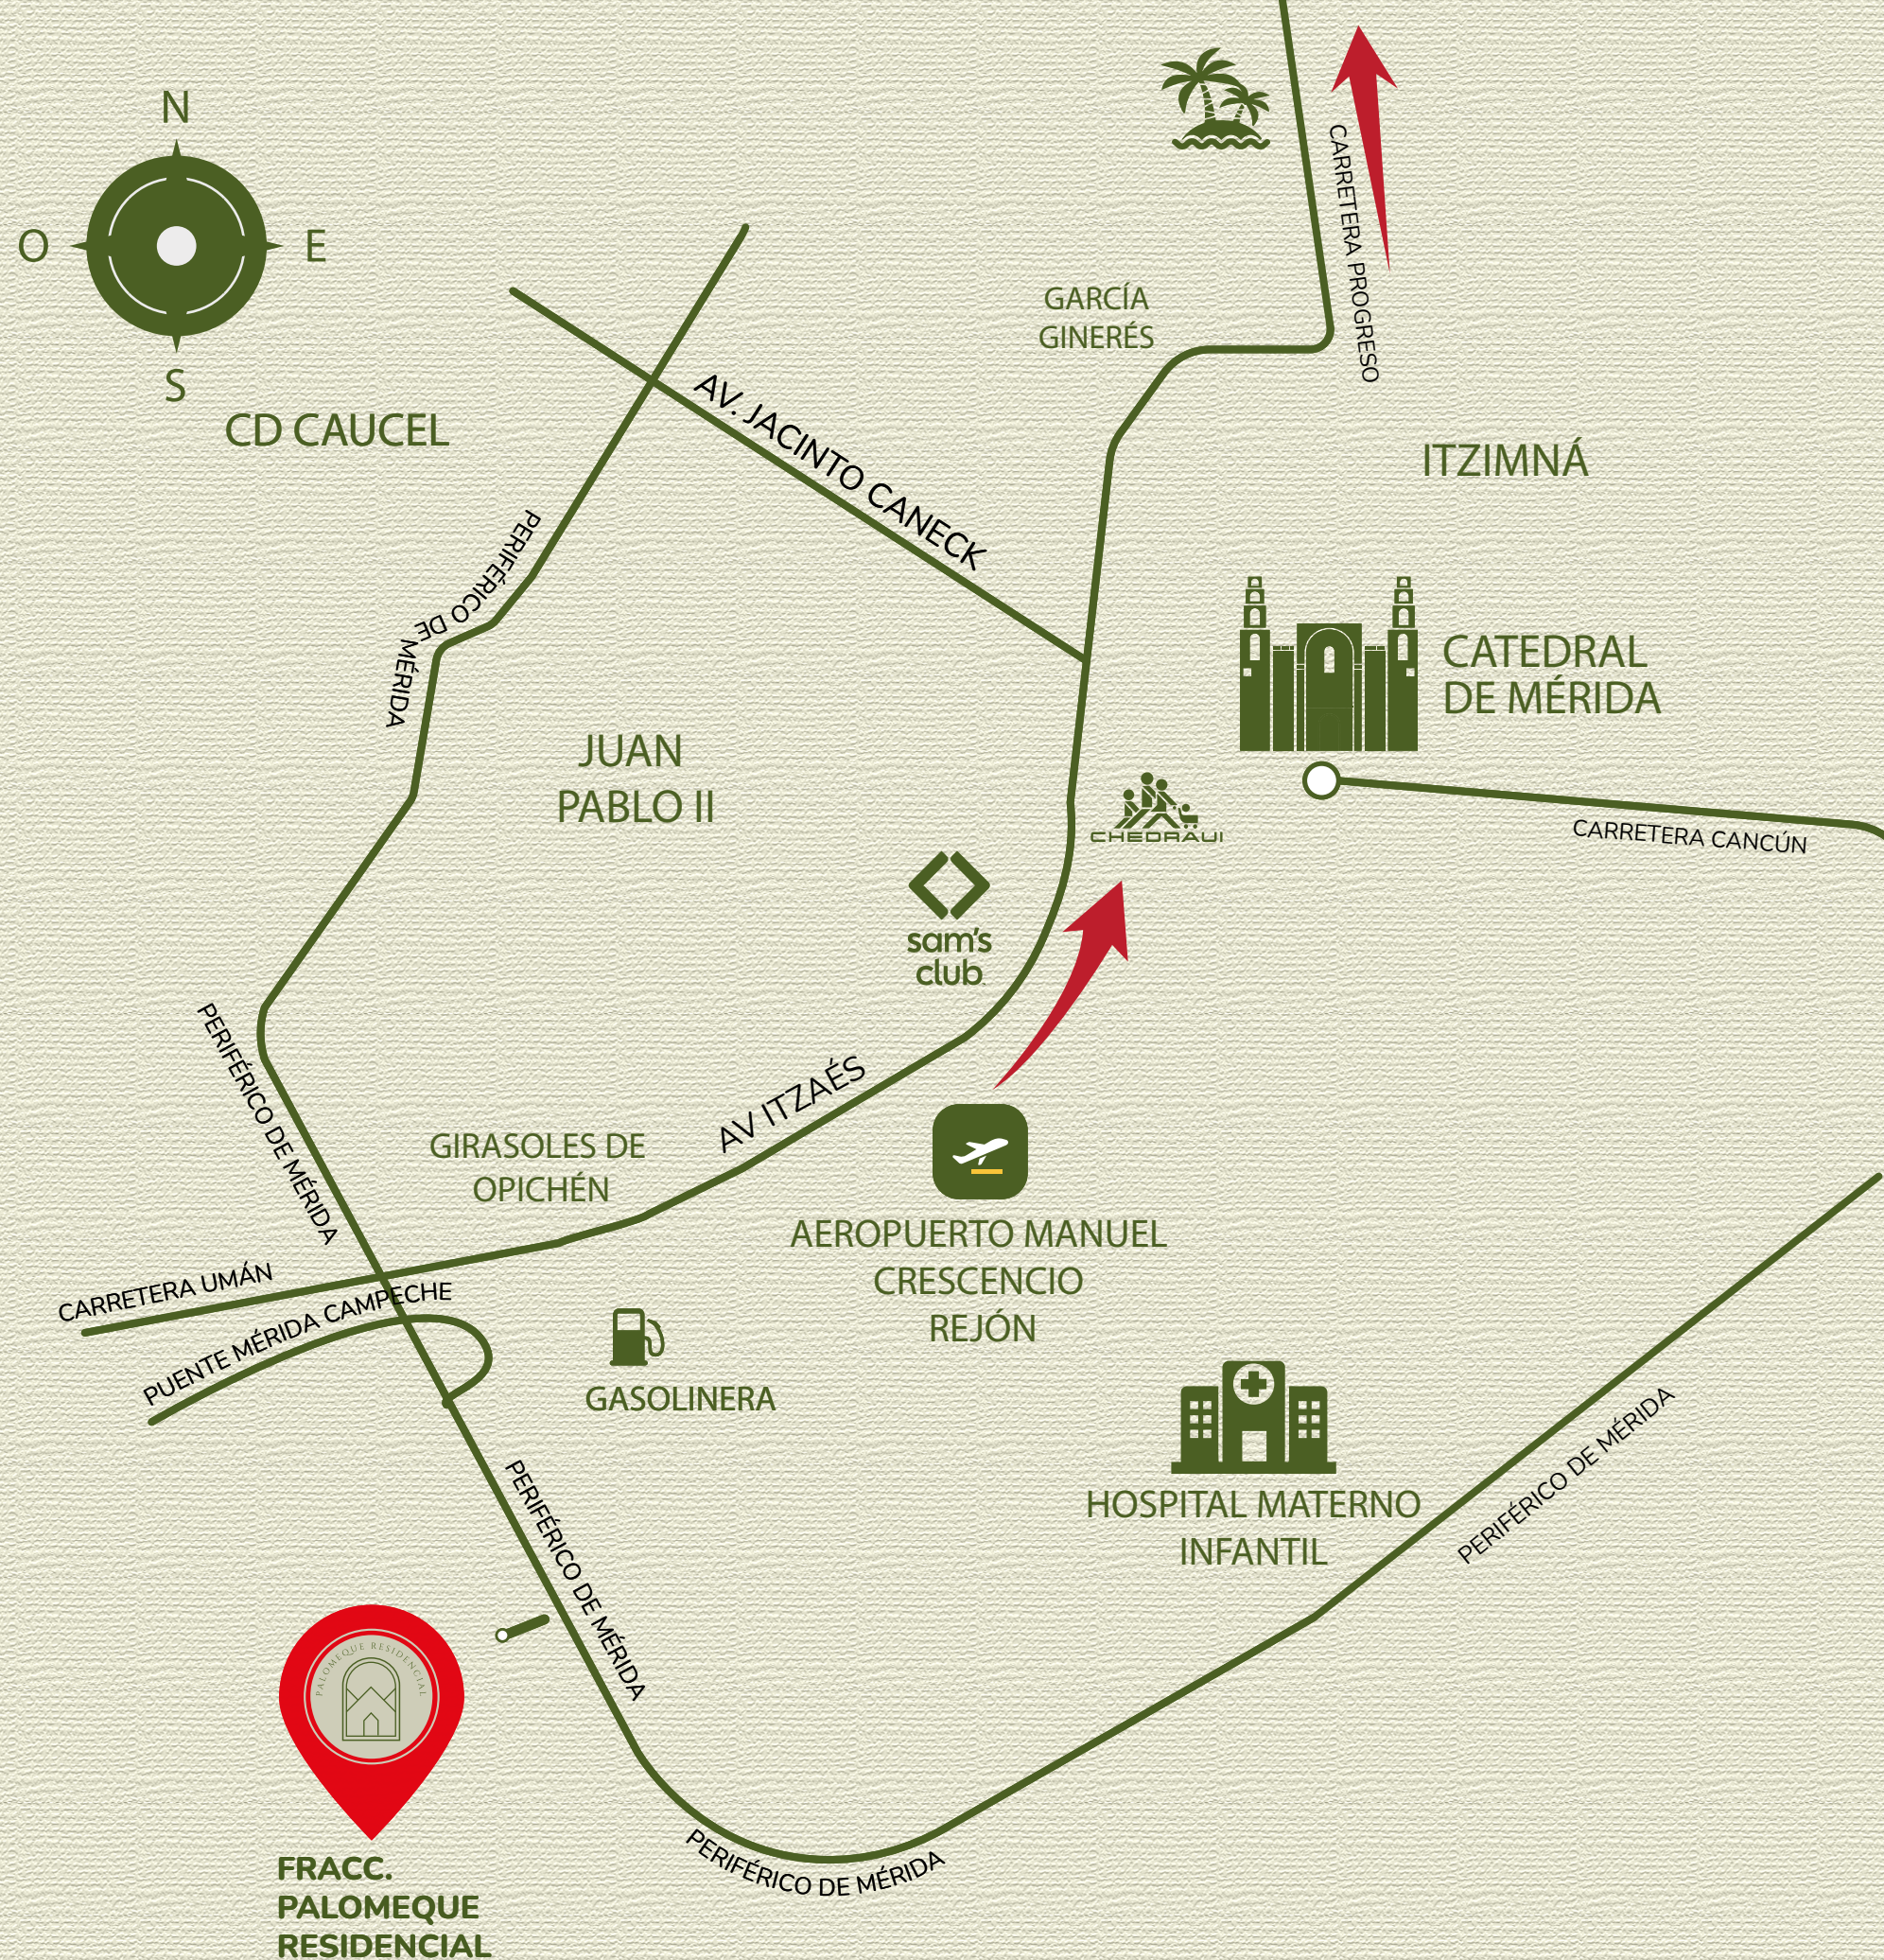 N
O
E
S
CARRETERA PROGRESO
GARCÍA
GINERÉS
CD CAUCEL
AV. JACINTO CANECK
ITZIMNÁ
PERIFÉRICO DE
MÉRIDA
CATEDRAL
DE MÉRIDA
JUAN
PABLO II
CHEDRAUI
CARRETERA CANCÚN
sam's
club
PERIFÉRICO DE MÉRIDA
AV ITZAÉS
GIRASOLES DE
OPICHÉN
AEROPUERTO MANUEL
CRESCENCIO
REJÓN
CARRETERA UMÁN
PUENTE MÉRIDA CAMPECHE
GASOLINERA
HOSPITAL MATERNO
INFANTIL
PERIFÉRICO DE MÉRIDA
PERIFÉRICO DE MÉRIDA
PALOMEQUE RESIDENCIAL
PERIFÉRICO DE MÉRIDA
FRACC.
PALOMEQUE
RESIDENCIAL